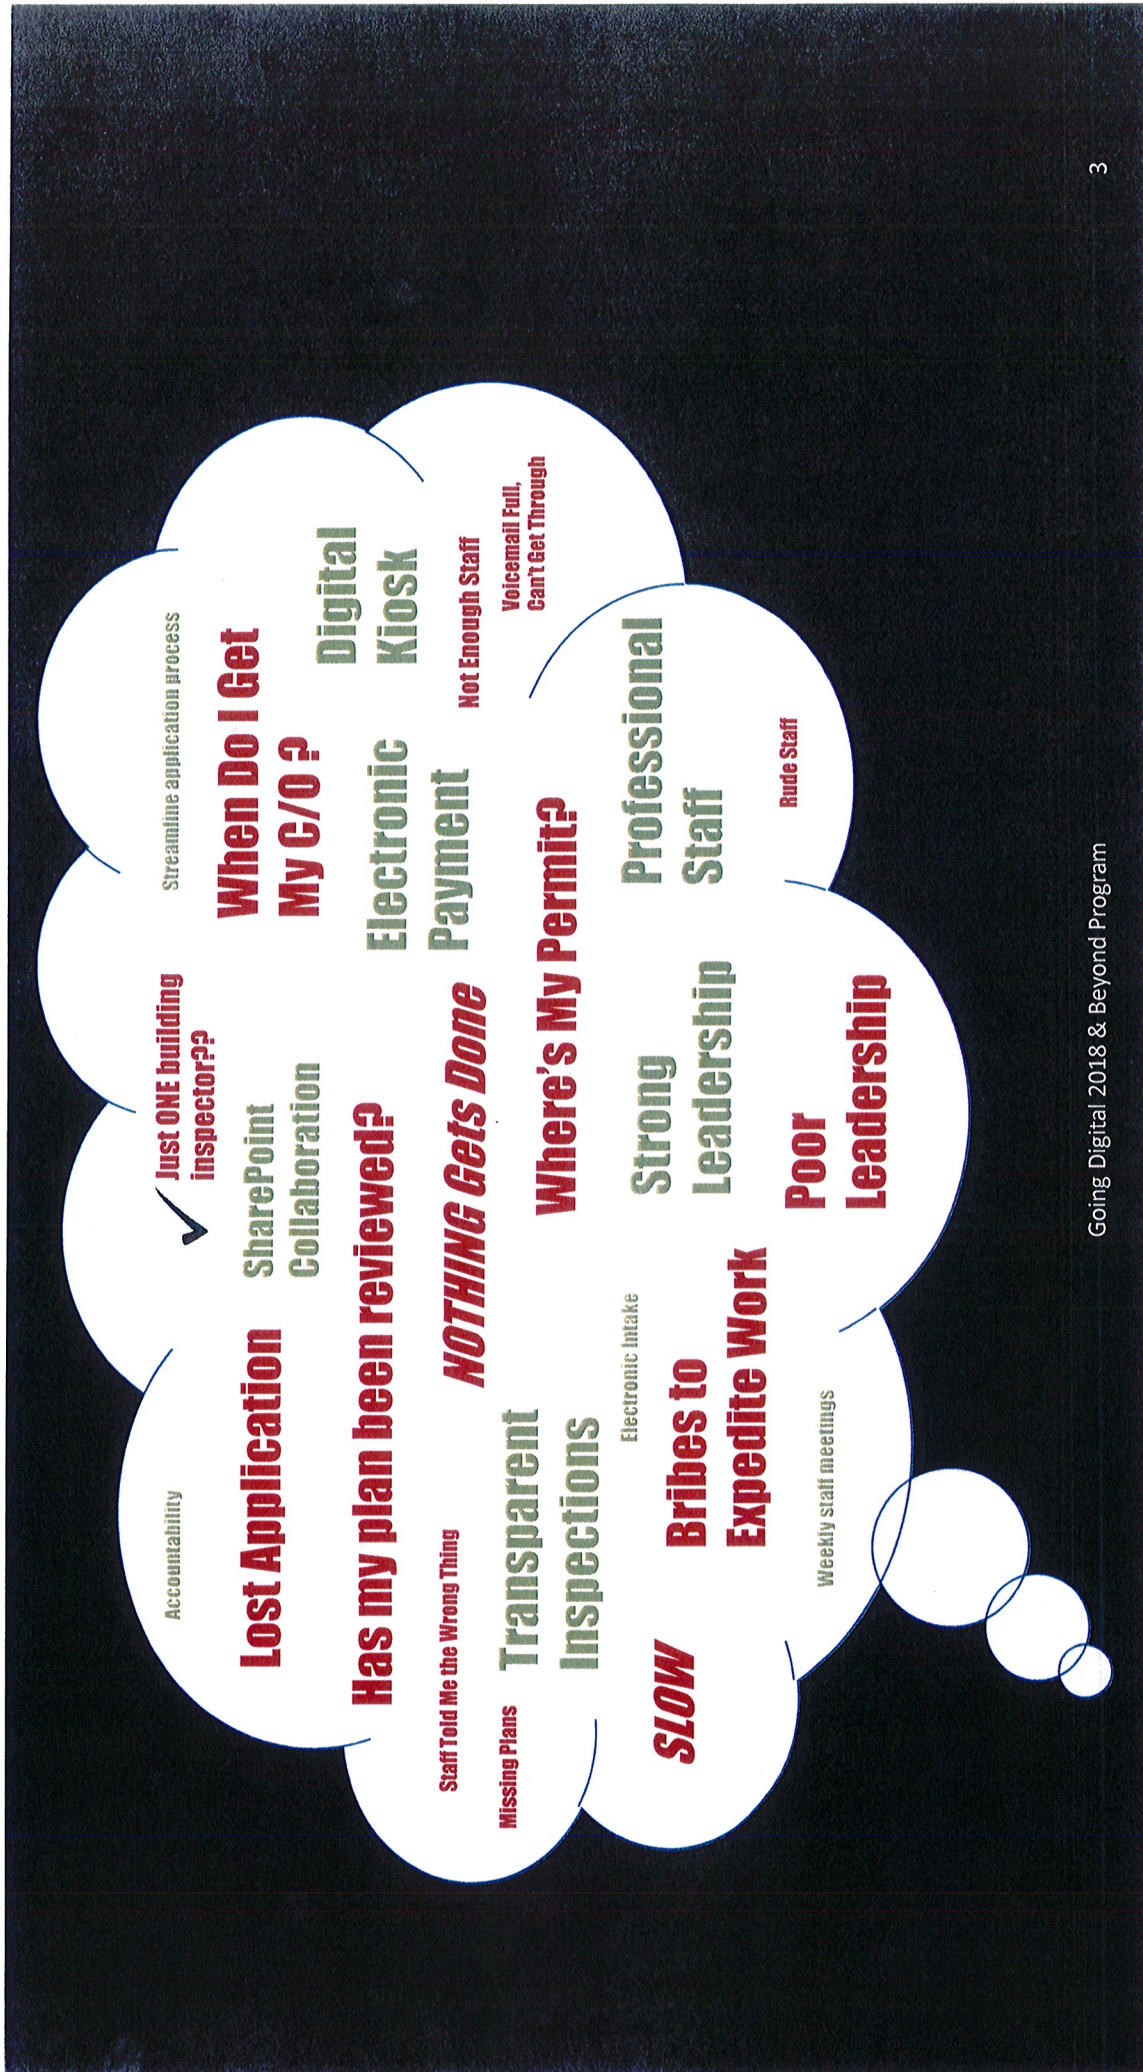 Accountability
Just ONE building
inspector??
Streamline application process
Lost Application
SharePoint
Collaboration
When Do I Get
My C/O ?
Digital
Kiosk
Has my plan been reviewed?
Electronic
Payment
Staff Told Me the Wrong Thing
NOTHING Gets Done
Not Enough Staff
Missing Plans
Transparent
Inspections
Where's My Permit?
Voicemail Full,
Can't Get Through
Electronic Intake
Strong
Leadership
Professional
Staff
SLOW
Bribes to
Expedite Work
Poor
Leadership
Rude Staff
Weekly staff meetings
Going Digital 2018 & Beyond Program
3